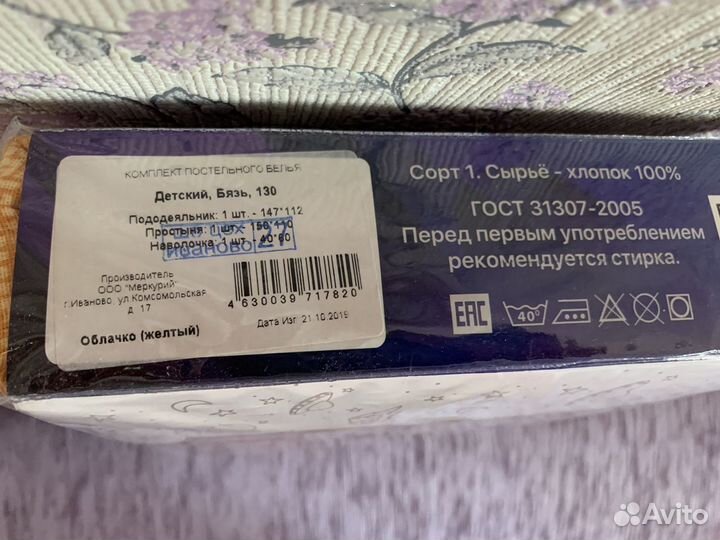 КОМПЛЕКТ ПОСТЕЛЬНОГО БЕЛЬЯ
Детский, Бязь, 130
Пододеяльник: 1 шт. - 147*112
Простыня: 1 шт. - 150*110
Наволочка 1 шт. 40*60
ИВАНОВО 27
Производитель
ООО "Меркурий"
г.Иваново, ул.Комсомольская
д. 17
4 630039 717820
Дата Изг. 21.10.2019
Облачко (желтый)
Сорт 1. Сырьё - хлопок 100%
ГОСТ 31307-2005
Перед первым употреблением
рекомендуется стирка.
EAC 40°
Avito